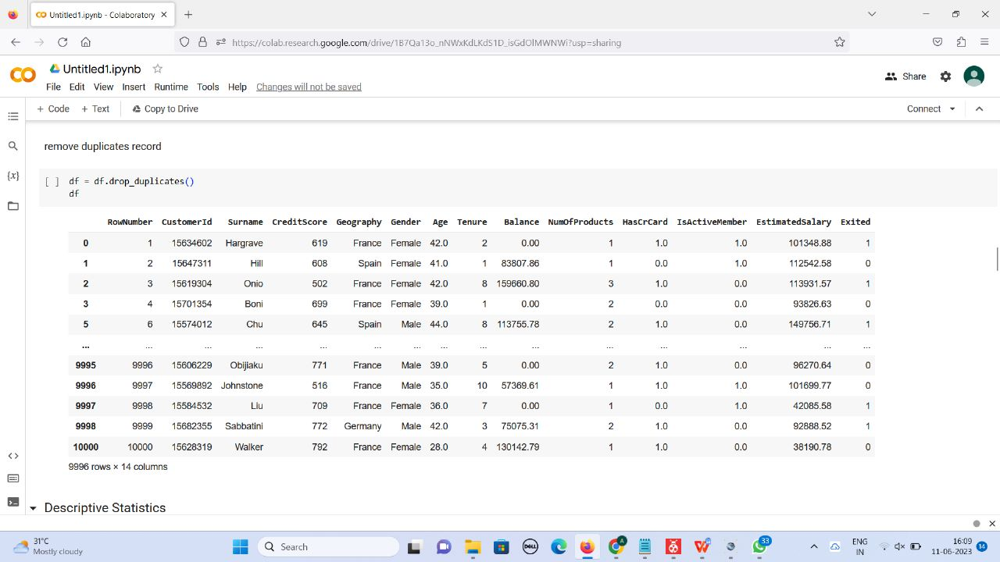 Untitled1.ipynb - Colaboratory
https://colab.research.google.com/drive/1B7Qa13o_nNWxKdLKdS1D_isGdOlMWNWi?usp=sharing
Untitled1.ipynb
Share
File Edit View Insert Runtime Tools Help Changes will not be saved
+ Code + Text Copy to Drive Connect
remove duplicates record
[ ] df = df.drop_duplicates()
df
RowNumber CustomerId Surname CreditScore Geography Gender Age Tenure Balance NumOfProducts HasCrCard IsActiveMember EstimatedSalary Exited
0 1 15634602 Hargrave 619 France Female 42.0 2 0.00 1 1.0 1.0 101348.88 1
1 2 15647311 Hill 608 Spain Female 41.0 1 83807.86 1 0.0 1.0 112542.58 0
2 3 15619304 Onio 502 France Female 42.0 8 159660.80 3 1.0 0.0 113931.57 1
3 4 15701354 Boni 699 France Female 39.0 1 0.00 2 0.0 0.0 93826.63 0
5 6 15574012 Chu 645 Spain Male 44.0 8 113755.78 2 1.0 0.0 149756.71 1
... ... ... ... ... ... ... ... ... ... ... ... ... ... ...
9995 9996 15606229 Obijiaku 771 France Male 39.0 5 0.00 2 1.0 0.0 96270.64 0
9996 9997 15569892 Johnstone 516 France Male 35.0 10 57369.61 1 1.0 1.0 101699.77 0
9997 9998 15584532 Liu 709 France Female 36.0 7 0.00 1 0.0 1.0 42085.58 1
9998 9999 15682355 Sabbatini 772 Germany Male 42.0 3 75075.31 2 1.0 0.0 92888.52 1
10000 10000 15628319 Walker 792 France Female 28.0 4 130142.79 1 1.0 0.0 38190.78 0
9996 rows × 14 columns
Descriptive Statistics
31°C
Mostly cloudy
Search
DELL
A
33
ENG
IN
16:09
11-06-2023
14